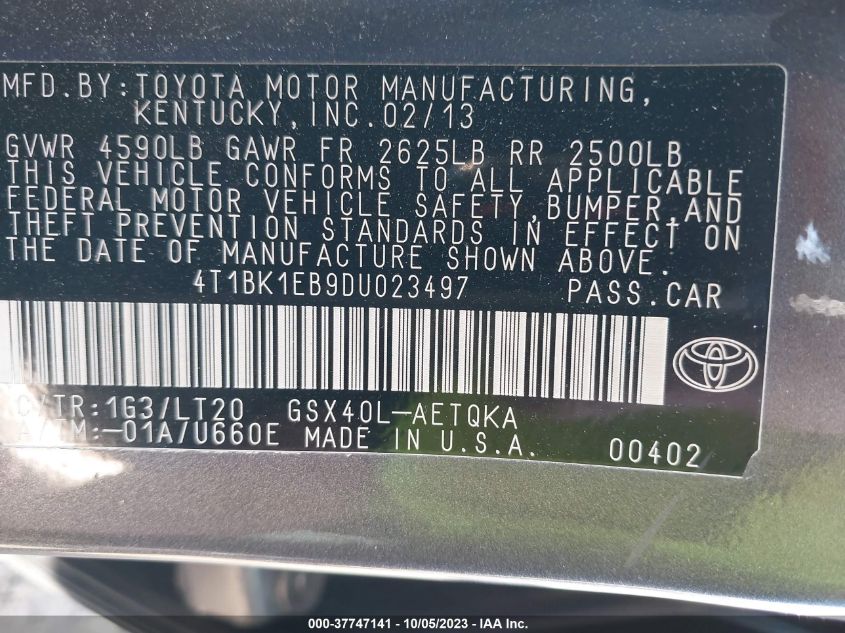 MFD.BY:TOYOTA MOTOR MANUFACTURING,
KENTUCKY,INC.02/13
GVWR 4590LB GAWR FR 2625LB RR 2500LB
THIS VEHICLE CONFORMS TO ALL APPLICABLE
FEDERAL MOTOR VEHICLE SAFETY,BUMPER,AND
THEFT PREVENTION STANDARDS IN EFFECT ON
THE DATE OF MANUFACTURE SHOWN ABOVE.
4T1BK1EB9DU023497 PASS.CAR
C/TR:1G3/LT20 GSX40L-AETQKA
A/TM:-01A/U660E MADE IN U.S.A. 00402
000-37747141 - 10/05/2023 - IAA Inc.